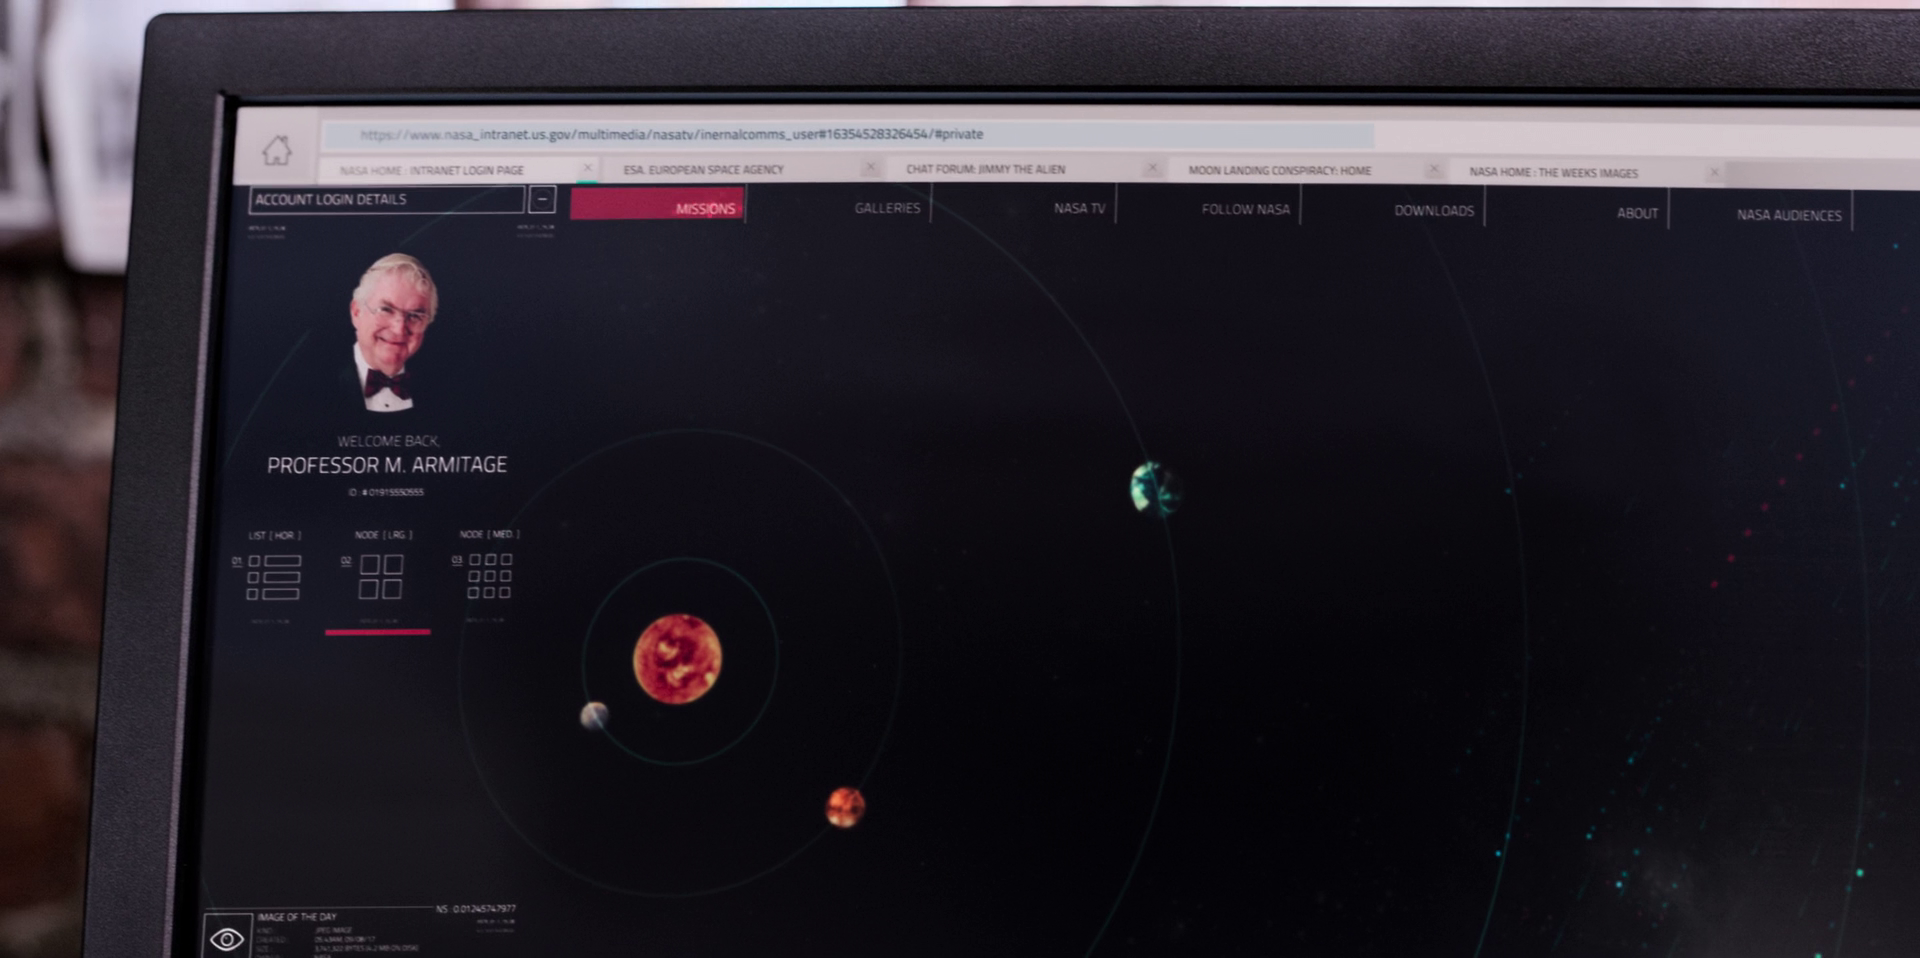 https://www.nasa_intranet.us.gov/multimedia/nasatv/inernalcomms_user#16354528326454/#private
NASA HOME : INTRANET LOGIN PAGE
ESA. EUROPEAN SPACE AGENCY
CHAT FORUM: JIMMY THE ALIEN
MOON LANDING CONSPIRACY: HOME
NASA HOME : THE WEEKS IMAGES
ACCOUNT LOGIN DETAILS
MISSIONS
GALLERIES
NASA TV
FOLLOW NASA
DOWNLOADS
ABOUT
NASA AUDIENCES
WELCOME BACK,
PROFESSOR M. ARMITAGE
ID : # 01915550555
LIST [ HOR. ]
NODE [ LRG. ]
NODE [ MED. ]
01
02
03
NS : 0.01245747977
IMAGE OF THE DAY
KIND : JPEG IMAGE